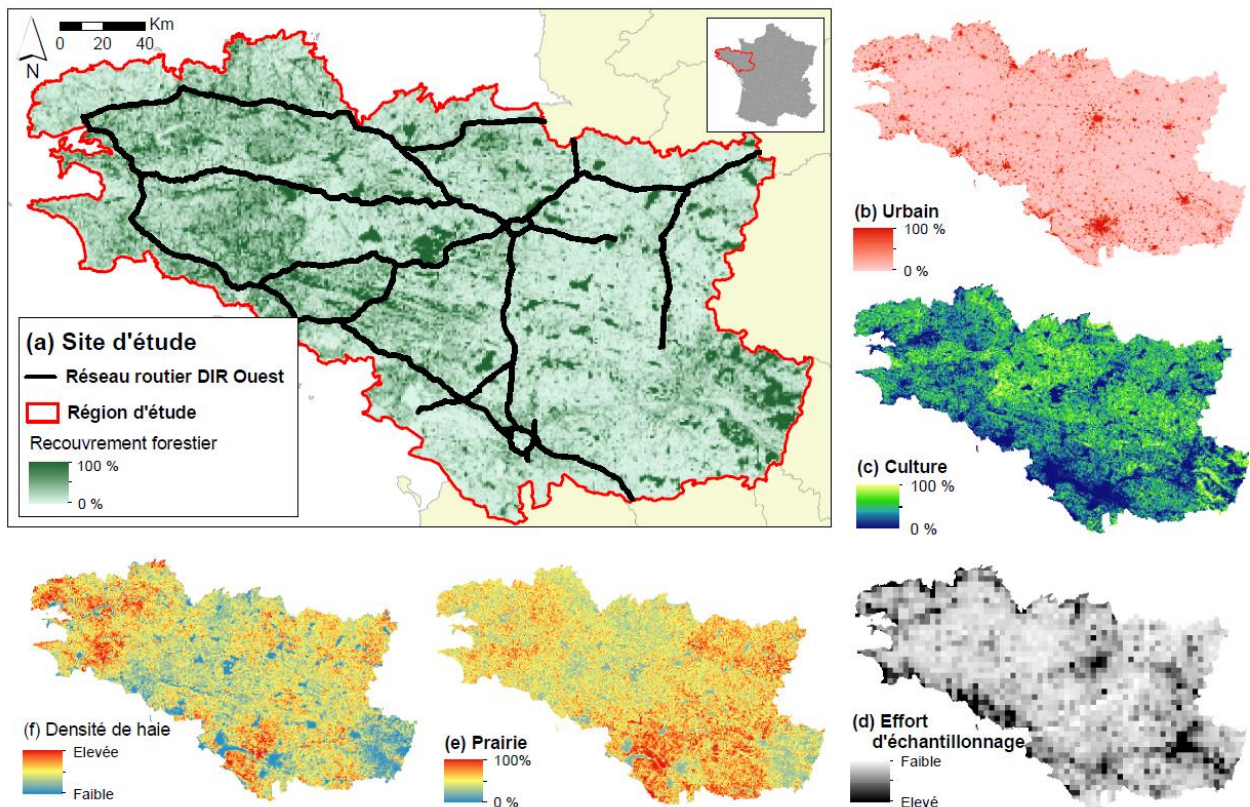 Km
0 20 40
N
(a) Site d'étude
Réseau routier DIR Ouest
Région d'étude
Recouvrement forestier
100 %
0 %
(b) Urbain
100 %
0 %
(c) Culture
100 %
0 %
(f) Densité de haie
Elevée
Faible
(e) Prairie
100%
0 %
(d) Effort
d'échantillonnage
Faible
Elevé